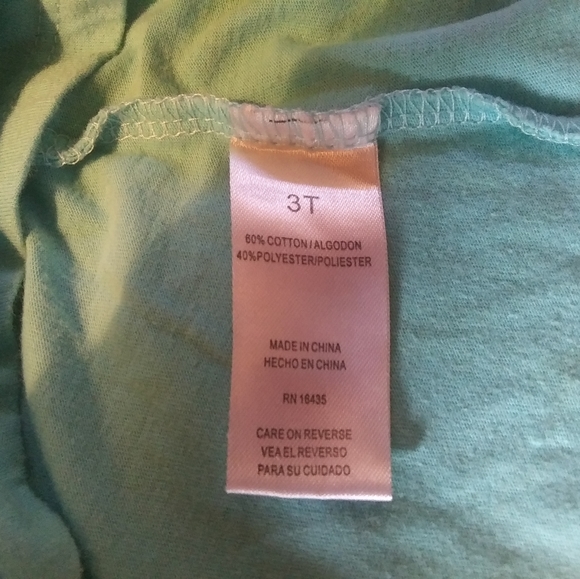 3T
60% COTTON/ALGODON
40%POLYESTER/POLIESTER
MADE IN CHINA
HECHO EN CHINA
RN 16435
CARE ON REVERSE
VEA EL REVERSO
PARA SU CUIDADO